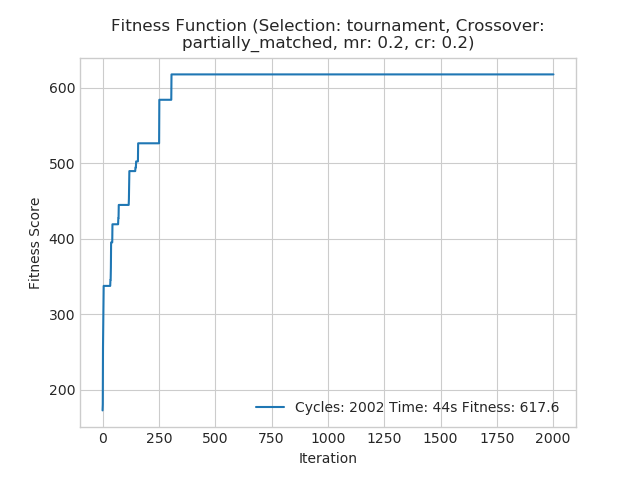 Fitness Function (Selection: tournament, Crossover:
partially_matched, mr: 0.2, cr: 0.2)
600
500
400
300
200
Fitness Score
Cycles: 2002 Time: 44s Fitness: 617.6
0 250 500 750 1000 1250 1500 1750 2000
Iteration